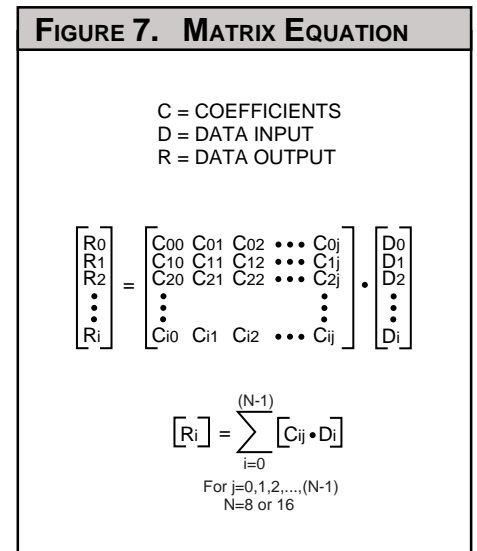 FIGURE 7. MATRIX EQUATION
C = COEFFICIENTS
D = DATA INPUT
R = DATA OUTPUT
R0 C00 C01 C02 ••• C0j D0
R1 C10 C11 C12 ••• C1j D1
R2 = C20 C21 C22 ••• C2j • D2
Ri Ci0 Ci1 Ci2 ••• Cij Di
(N-1)
[Ri] = ∑ [Cij • Di]
i=0
For j=0,1,2,...,(N-1)
N=8 or 16